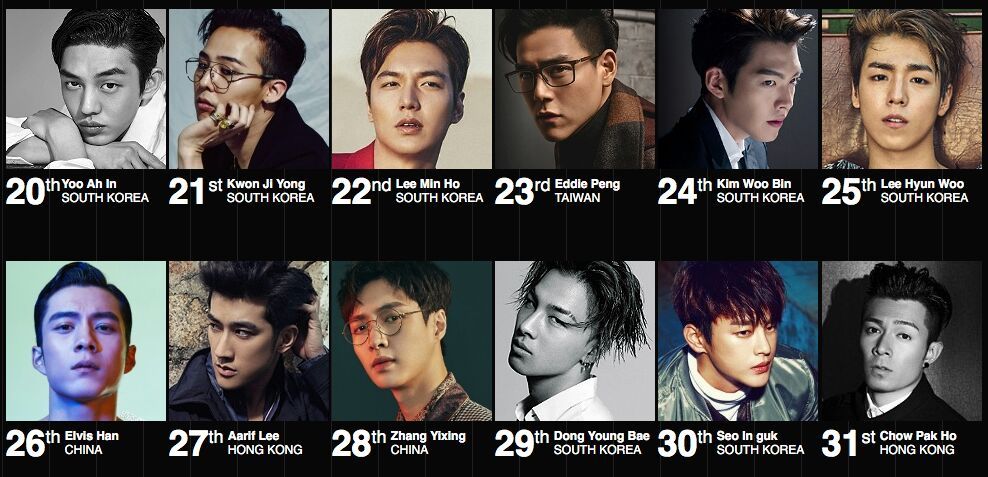 20th Yoo Ah In
SOUTH KOREA
21st Kwon Ji Yong
SOUTH KOREA
22nd Lee Min Ho
SOUTH KOREA
23rd Eddie Peng
TAIWAN
24th Kim Woo Bin
SOUTH KOREA
25th Lee Hyun Woo
SOUTH KOREA
26th Elvis Han
CHINA
27th Aarif Lee
HONG KONG
28th Zhang Yixing
CHINA
29th Dong Young Bae
SOUTH KOREA
30th Seo In guk
SOUTH KOREA
31st Chow Pak Ho
HONG KONG